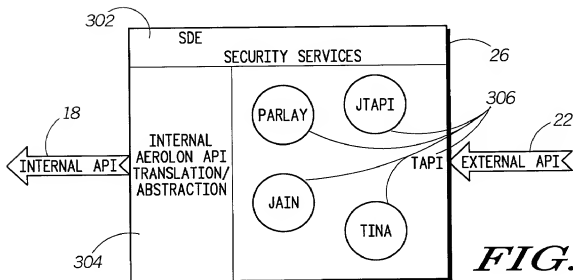 302
SDE
SECURITY SERVICES
26
18
INTERNAL API
INTERNAL
AEROLON API
TRANSLATION/
ABSTRACTION
PARLAY
JTAPI
306
22
TAPI
EXTERNAL API
JAIN
TINA
304
FIG.